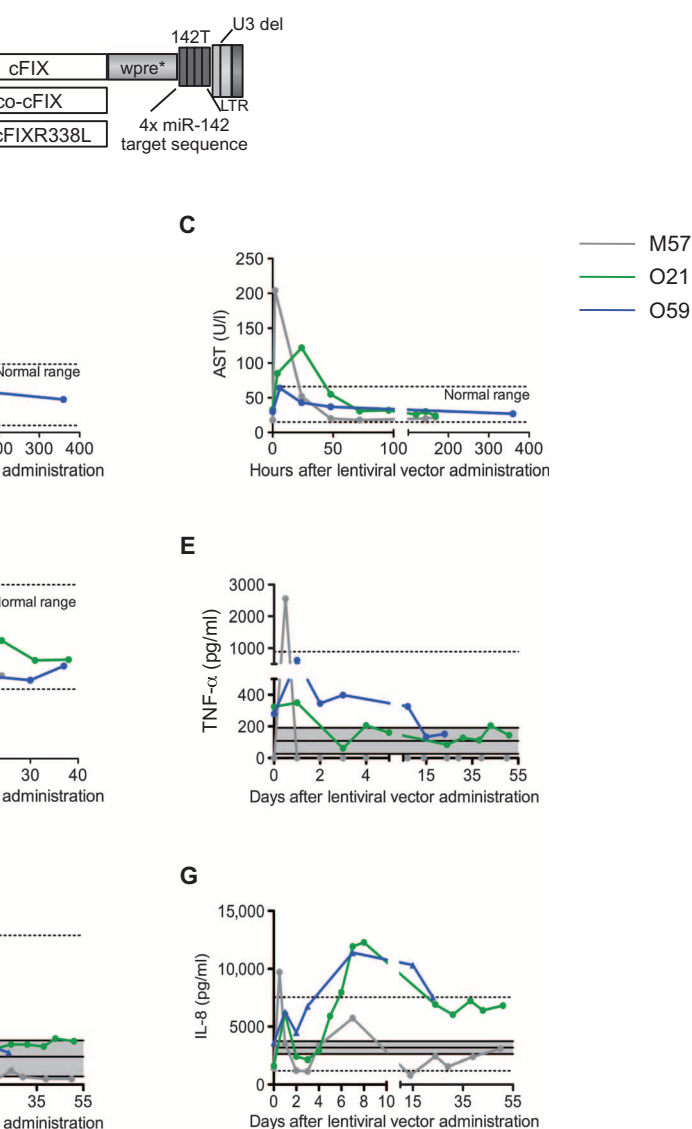 U3 del
142T
cFIX
wpre*
co-cFIX
cFIXR338L
LTR
4x miR-142
target sequence
C
M57
O21
O59
250
200
150
100
50
0
AST (U/l)
Normal range
0 50 100 200 300 400
Hours after lentiviral vector administration
Normal range
300 400
administration
E
3000
2000
1000
400
200
0
TNF-α (pg/ml)
0 2 4 15 35 55
Days after lentiviral vector administration
Normal range
30 40
administration
G
15,000
10,000
5000
0
IL-8 (pg/ml)
0 2 4 6 8 10 15 35 55
Days after lentiviral vector administration
35 55
administration